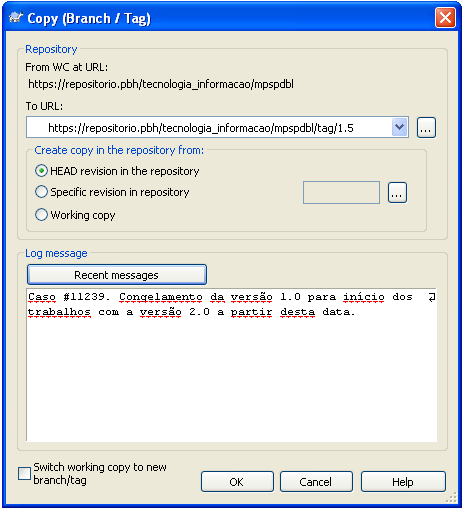 Copy (Branch / Tag)
Repository
From WC at URL:
https://repositorio.pbh/tecnologia_informacao/mpspdbl
To URL:
https://repositorio.pbh/tecnologia_informacao/mpspdbl/tag/1.5
...
Create copy in the repository from:
HEAD revision in the repository
Specific revision in repository
...
Working copy
Log message
Recent messages
Caso #11239. Congelamento da versão 1.0 para início dos
trabalhos com a versão 2.0 a partir desta data.
Switch working copy to new
branch/tag
OK Cancel Help